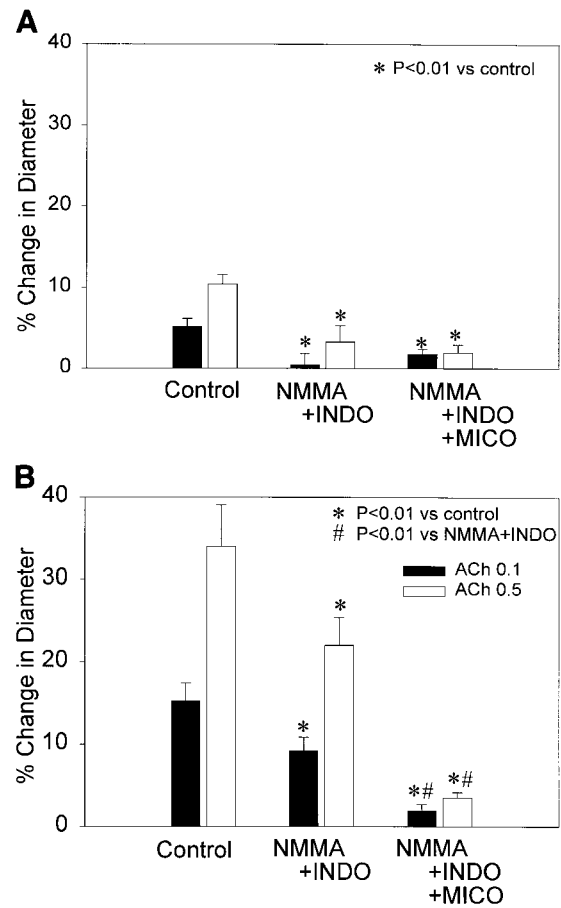 A
40
* P<0.01 vs control
30
20
10
0
% Change in Diameter
* * * *
Control NMMA NMMA
+INDO +INDO
+MICO
B
40
* P<0.01 vs control
# P<0.01 vs NMMA+INDO
ACh 0.1
ACh 0.5
30
20
10
0
% Change in Diameter
* * *# *#
Control NMMA NMMA
+INDO +INDO
+MICO